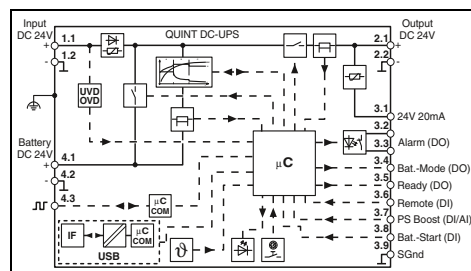 Input
DC 24V
+ 1.1
- 1.2
QUINT DC-UPS
Output
DC 24V
2.1 +
2.2 -
UVD
OVD
3.1
24V 20mA
3.2
3.3
Alarm (DO)
3.4
Bat.-Mode (DO)
3.5
Ready (DO)
3.6
Remote (DI)
3.7
PS Boost (DI/AI)
3.8
Bat.-Start (DI)
3.9
SGnd
Battery
DC 24V
+ 4.1
- 4.2
4.3
µC
µC
COM
IF
µC
COM
USB
ϑ